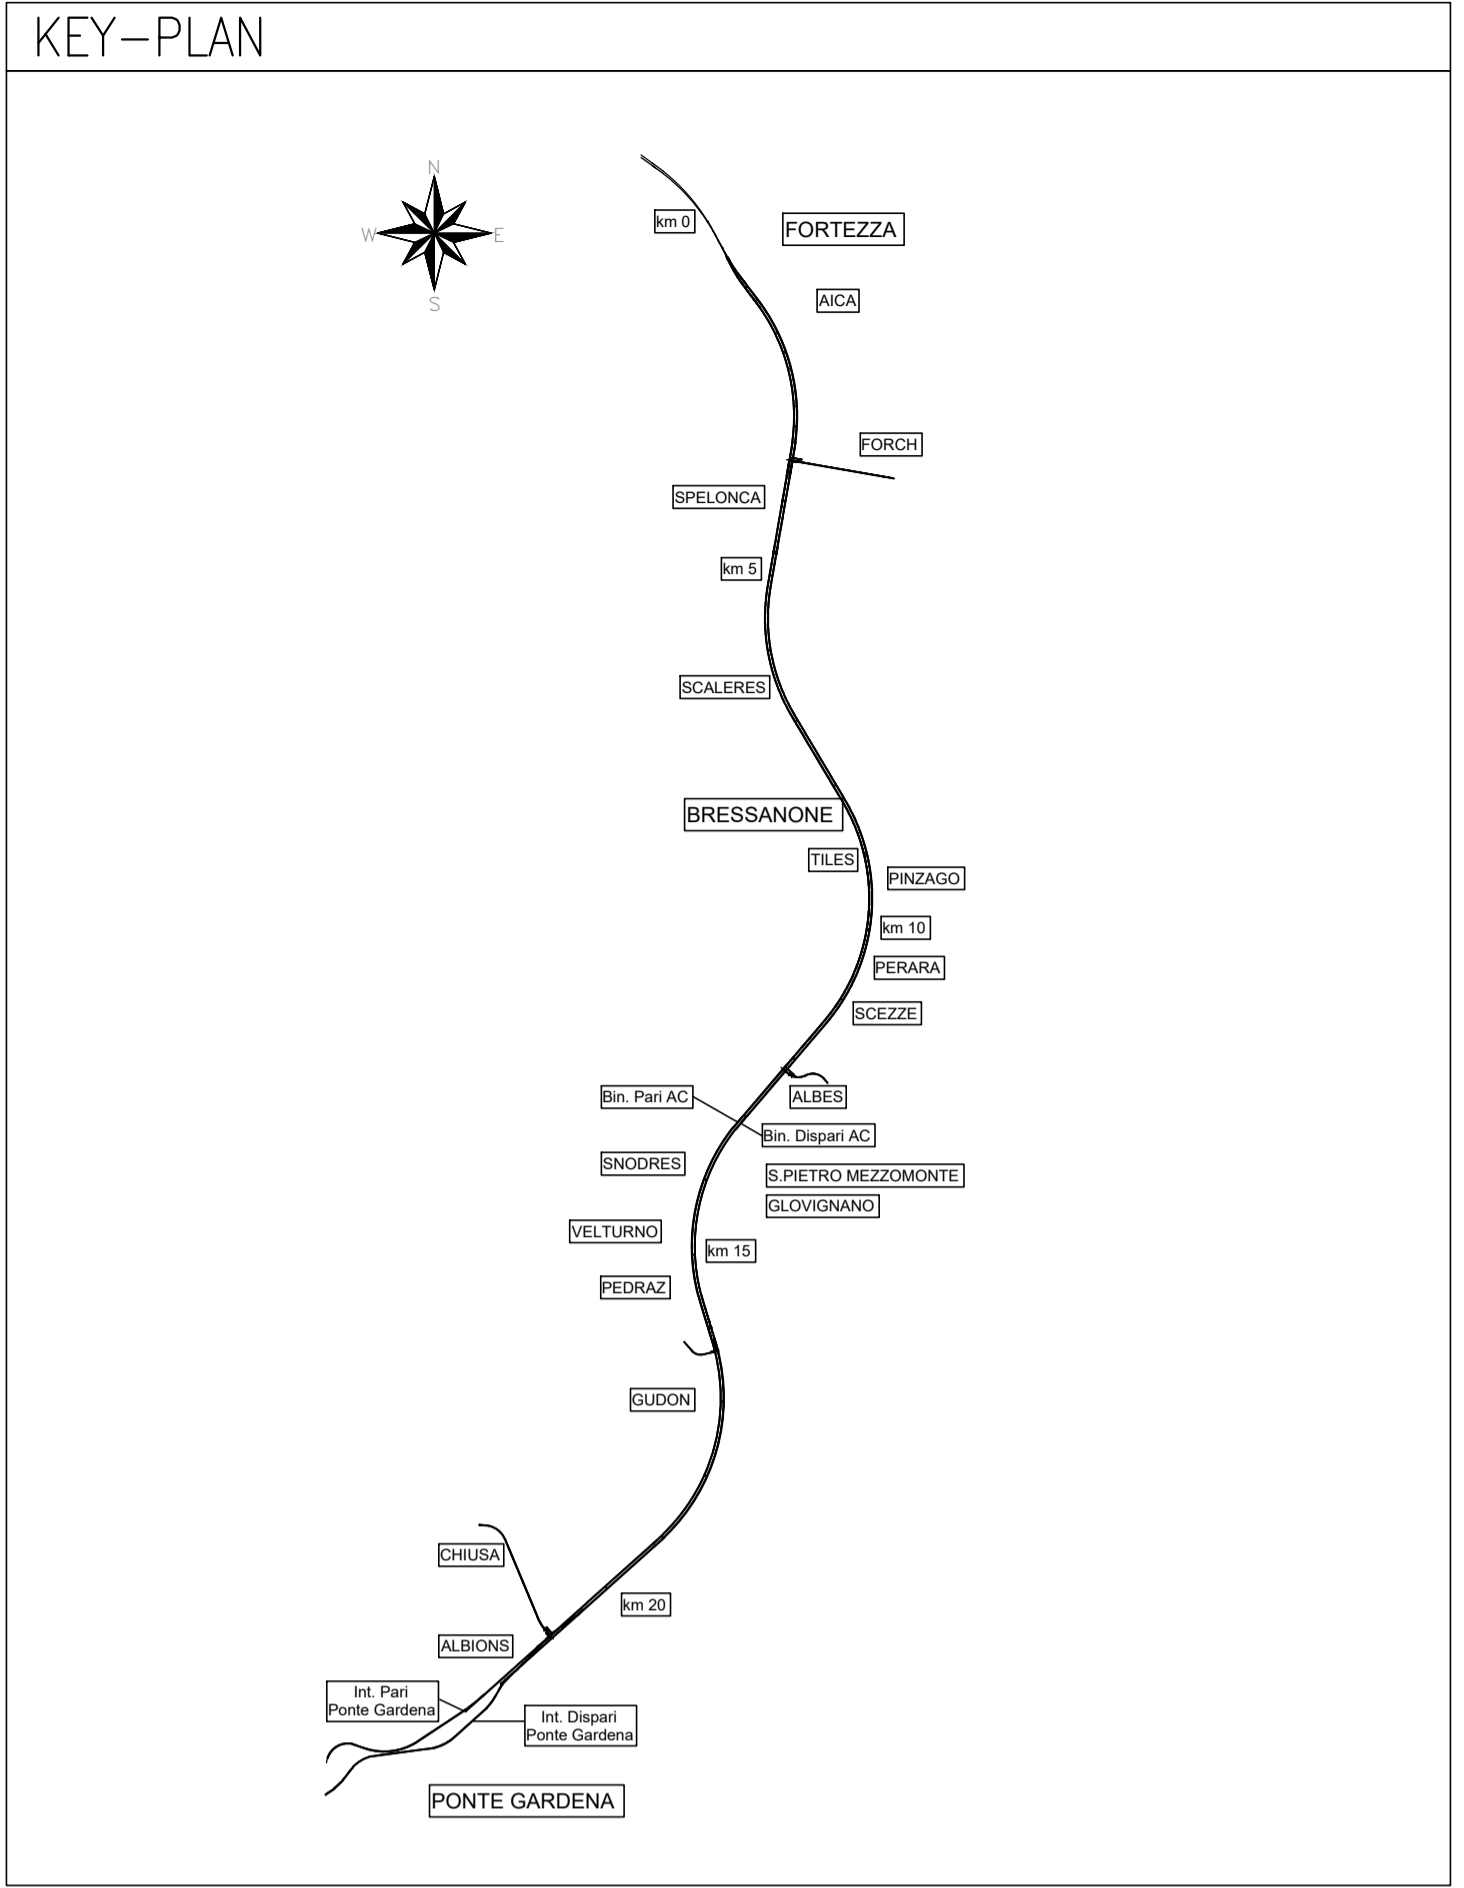 KEY-PLAN
N
W
E
S
km 0
FORTEZZA
AICA
FORCH
SPELONCA
km 5
SCALERES
BRESSANONE
TILES
PINZAGO
km 10
PERARA
SCEZZE
Bin. Pari AC
ALBES
Bin. Dispari AC
SNODRES
S.PIETRO MEZZOMONTE
GLOVIGNANO
VELTURNO
km 15
PEDRAZ
GUDON
CHIUSA
km 20
ALBIONS
Int. Pari
Ponte Gardena
Int. Dispari
Ponte Gardena
PONTE GARDENA